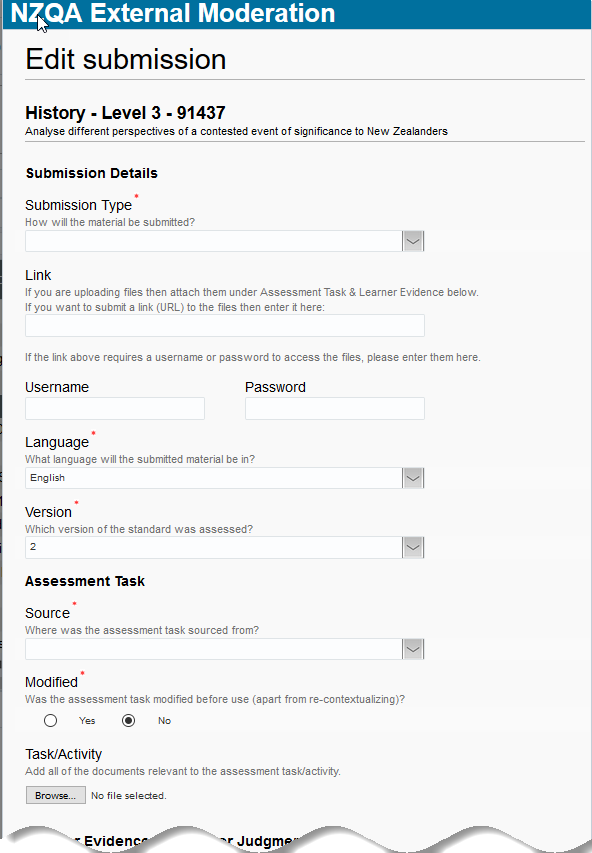 NZQA External Moderation
Edit submission
History - Level 3 - 91437
Analyse different perspectives of a contested event of significance to New Zealanders
Submission Details
Submission Type *
How will the material be submitted?
Link
If you are uploading files then attach them under Assessment Task & Learner Evidence below.
If you want to submit a link (URL) to the files then enter it here:
If the link above requires a username or password to access the files, please enter them here.
Username Password
Language *
What language will the submitted material be in?
English
Version *
Which version of the standard was assessed?
2
Assessment Task
Source *
Where was the assessment task sourced from?
Modified *
Was the assessment task modified before use (apart from re-contextualizing)?
Yes No
Task/Activity
Add all of the documents relevant to the assessment task/activity.
Browse... No file selected.
Evidence